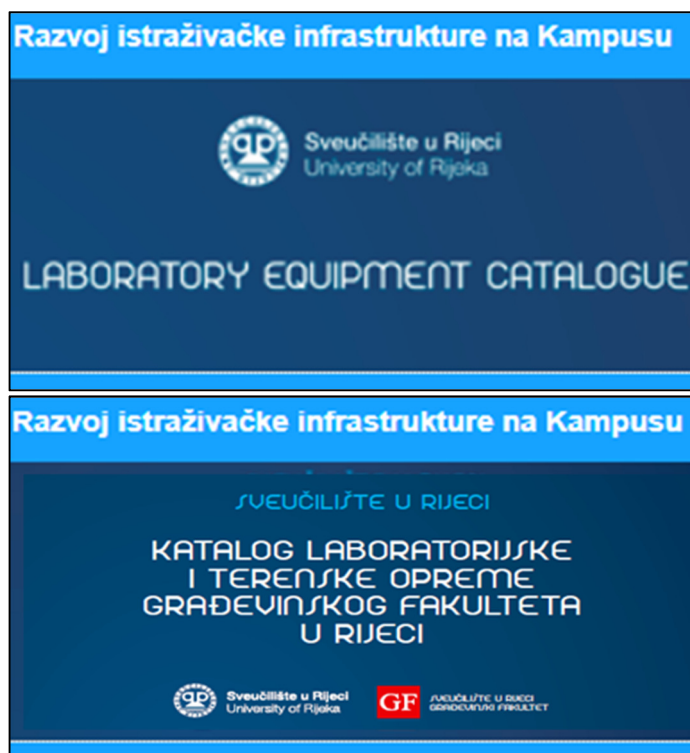 Razvoj istraživačke infrastrukture na Kampusu
Sveučilište u Rijeci
University of Rijeka
LABORATORY EQUIPMENT CATALOGUE
Razvoj istraživačke infrastrukture na Kampusu
SVEUČILIŠTE U RIJECI
KATALOG LABORATORIJSKE
I TERENSKE OPREME
GRAĐEVINSKOG FAKULTETA
U RIJECI
Sveučilište u Rijeci
University of Rijeka
GF
SVEUČILIŠTE U RIJECI
GRAĐEVINSKI FAKULTET